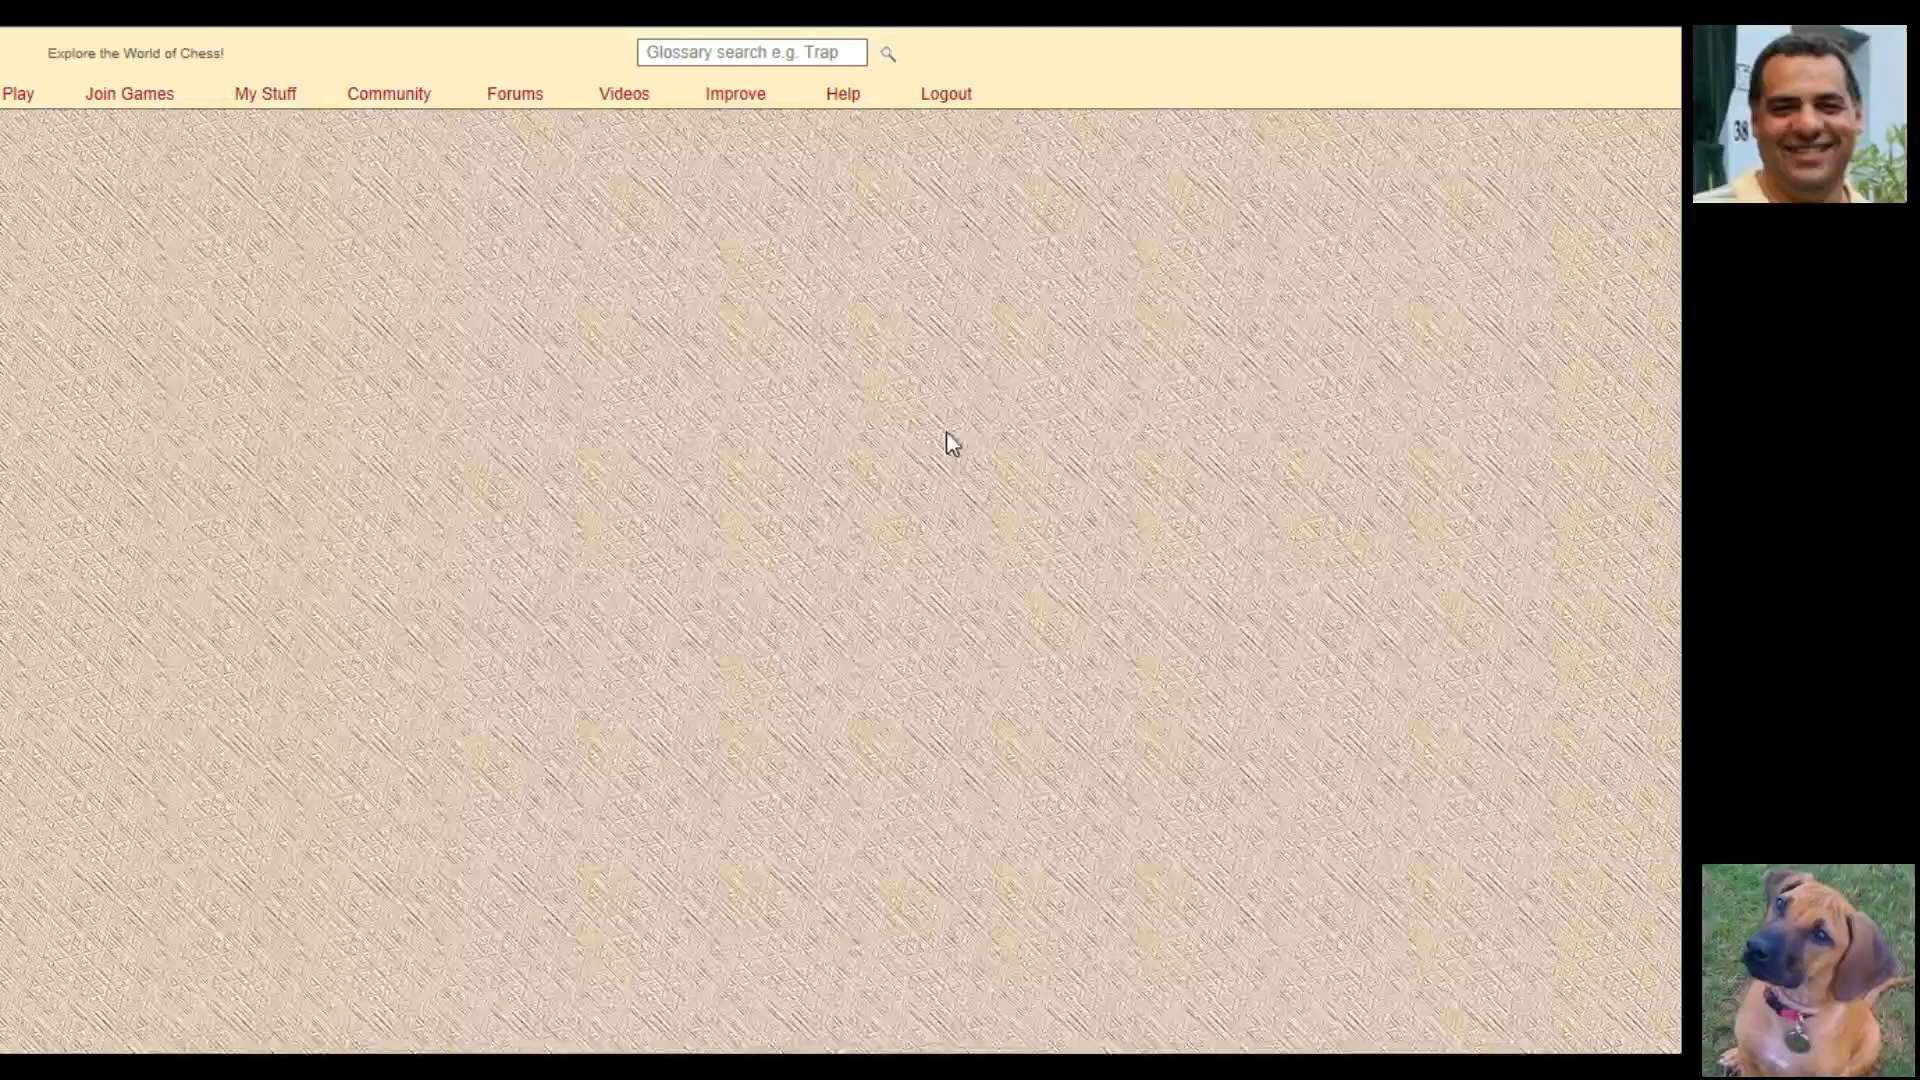 Explore the World of Chess!
Glossary search e.g. Trap
Play Join Games My Stuff Community Forums Videos Improve Help Logout
38